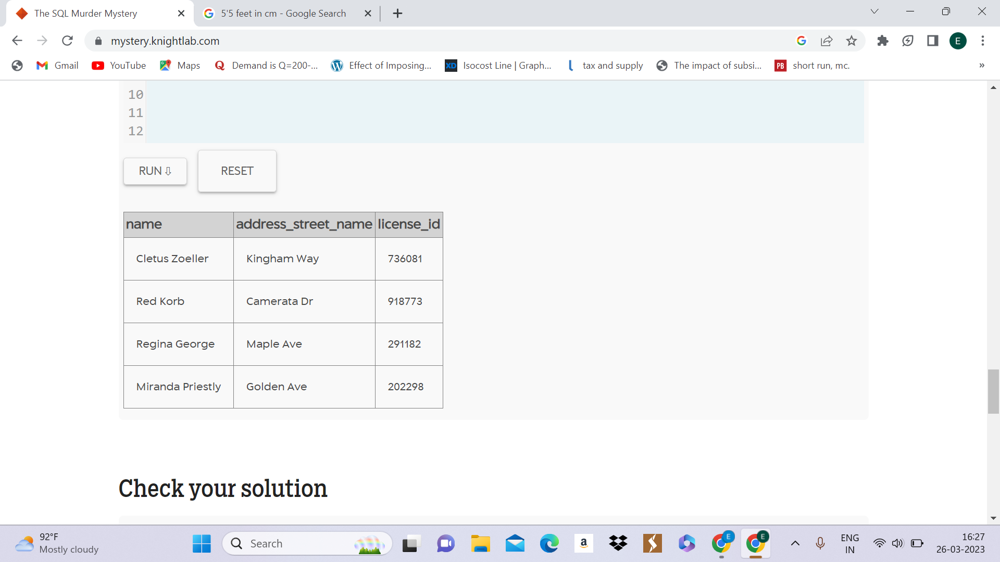 The SQL Murder Mystery
5'5 feet in cm - Google Search
mystery.knightlab.com
E
Gmail
YouTube
Maps
Demand is Q=200-...
Effect of Imposing...
XD
Isocost Line | Graph...
tax and supply
The impact of subsi...
PB
short run, mc.
»
10
11
12
RUN ⇩
RESET
name address_street_name license_id
Cletus Zoeller Kingham Way 736081
Red Korb Camerata Dr 918773
Regina George Maple Ave 291182
Miranda Priestly Golden Ave 202298
Check your solution
92°F
Mostly cloudy
Search
a
E
E
ENG
IN
16:27
26-03-2023